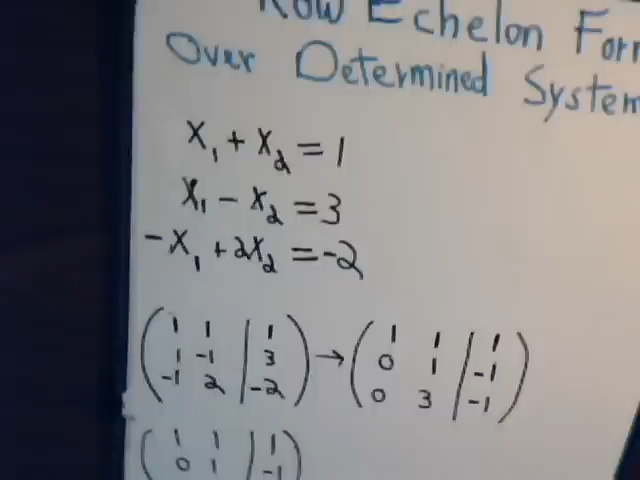 Row Echelon Form
Over Determined System
x₁ + x₂ = 1
x₁ - x₂ = 3
-x₁ + 2x₂ = -2
( 1 1 | 1 ) → ( 1 1 | 1 )
( 1 -1 | 3 ) ( 0 1 | -1 )
( -1 2 | -2 ) ( 0 3 | -1 )
( 1 1 | 1 )
( 0 1 | -1